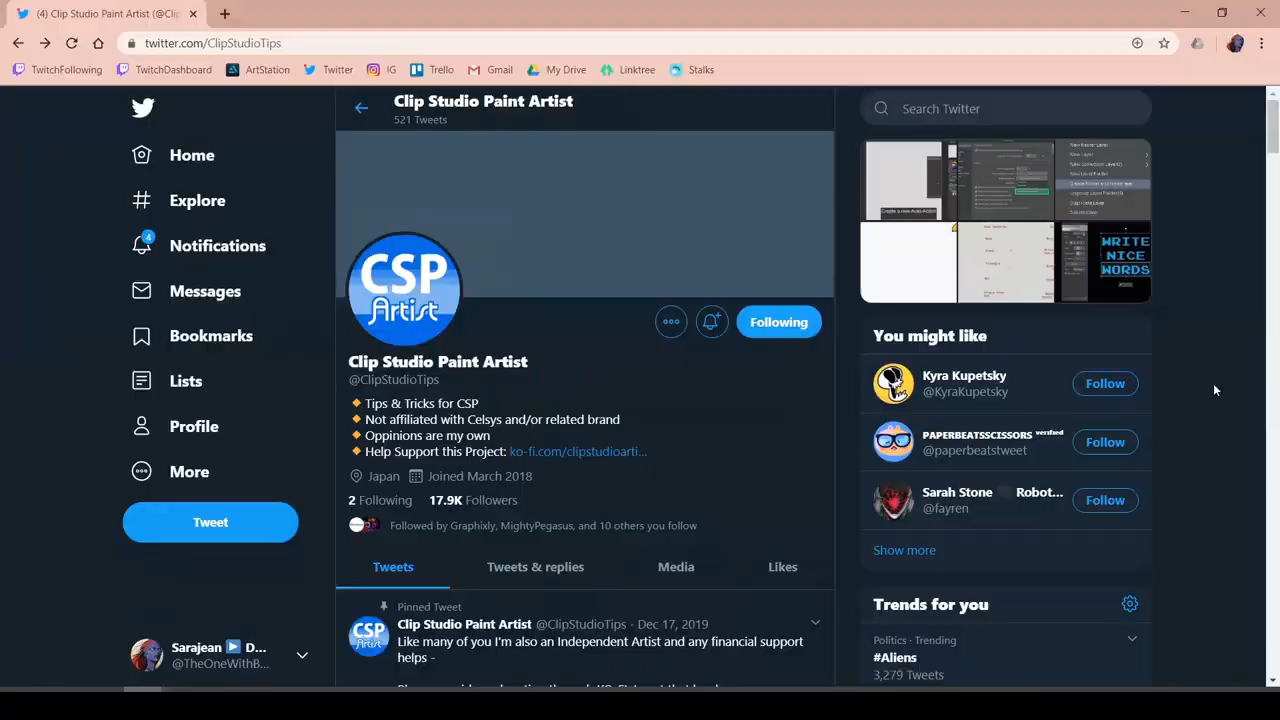 (4) Clip Studio Paint Artist (@Cli
twitter.com/ClipStudioTips
TwitchFollowing
TwitchDashboard
ArtStation
Twitter
IG
Trello
Gmail
My Drive
Linktree
Stalks
Home
Explore
4
Notifications
Messages
Bookmarks
Lists
Profile
More
Tweet
Sarajean ▶ D...
@TheOneWithB...
Clip Studio Paint Artist
521 Tweets
CSP
Artist
Following
Clip Studio Paint Artist
@ClipStudioTips
🔸 Tips & Tricks for CSP
🔸 Not affiliated with Celsys and/or related brand
🔸 Oppinions are my own
🔸 Help Support this Project: ko-fi.com/clipstudioarti...
Japan Joined March 2018
2 Following 17.9K Followers
Followed by Graphixly, MightyPegasus, and 10 others you follow
Tweets
Tweets & replies
Media
Likes
Pinned Tweet
CSP
Artist
Clip Studio Paint Artist @ClipStudioTips · Dec 17, 2019
Like many of you I'm also an Independent Artist and any financial support
helps -
Search Twitter
WRITE
NICE
WORDS
You might like
Kyra Kupetsky
@KyraKupetsky
Follow
PAPERBEATSSCISSORS verified
@paperbeatstweet
Follow
Sarah Stone Robot...
@fayren
Follow
Show more
Trends for you
Politics · Trending
#Aliens
3,279 Tweets